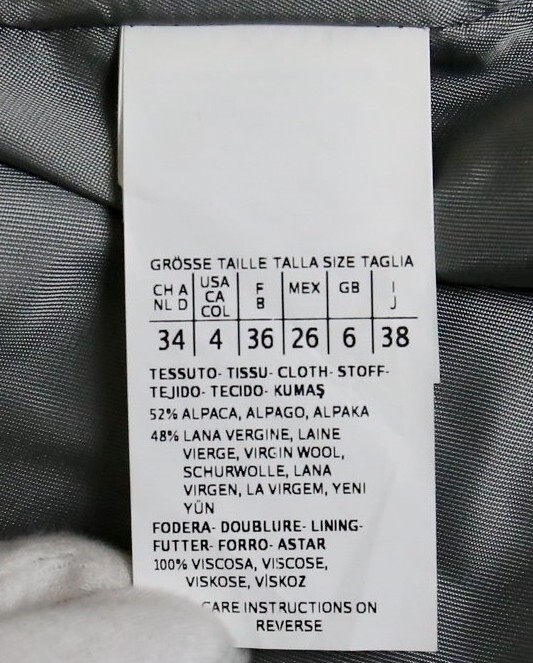 GRÖSSE TAILLE TALLA SIZE TAGLIA
CH A NL D USA CA COL F B MEX GB I J
34 4 36 26 6 38
TESSUTO- TISSU- CLOTH- STOFF-
TEJIDO- TECIDO- KUMAŞ
52% ALPACA, ALPAGO, ALPAKA
48% LANA VERGINE, LAINE
VIERGE, VIRGIN WOOL,
SCHURWOLLE, LANA
VIRGEN, LA VIRGEM, YENI
YÜN
FODERA- DOUBLURE- LINING-
FUTTER- FORRO- ASTAR
100% VISCOSA, VISCOSE,
VISKOSE, VİSKOZ
CARE INSTRUCTIONS ON
REVERSE